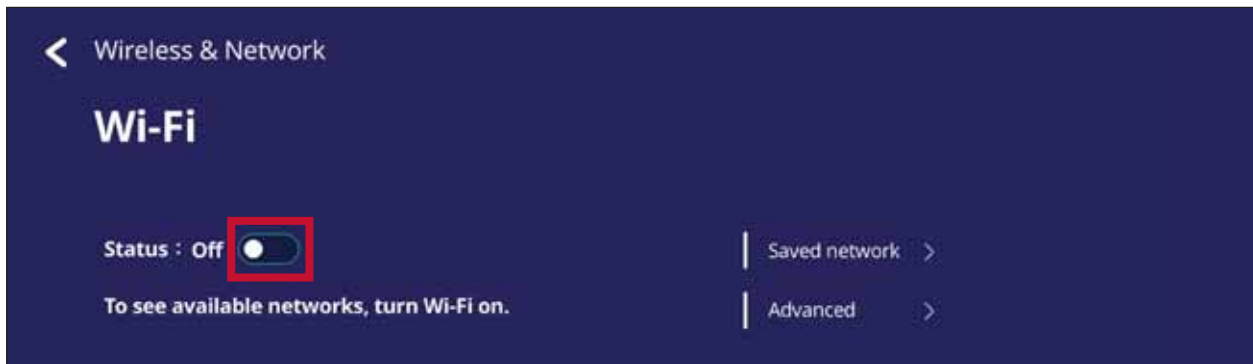 Wireless & Network
Wi-Fi
Status : Off
Saved network
To see available networks, turn Wi-Fi on.
Advanced